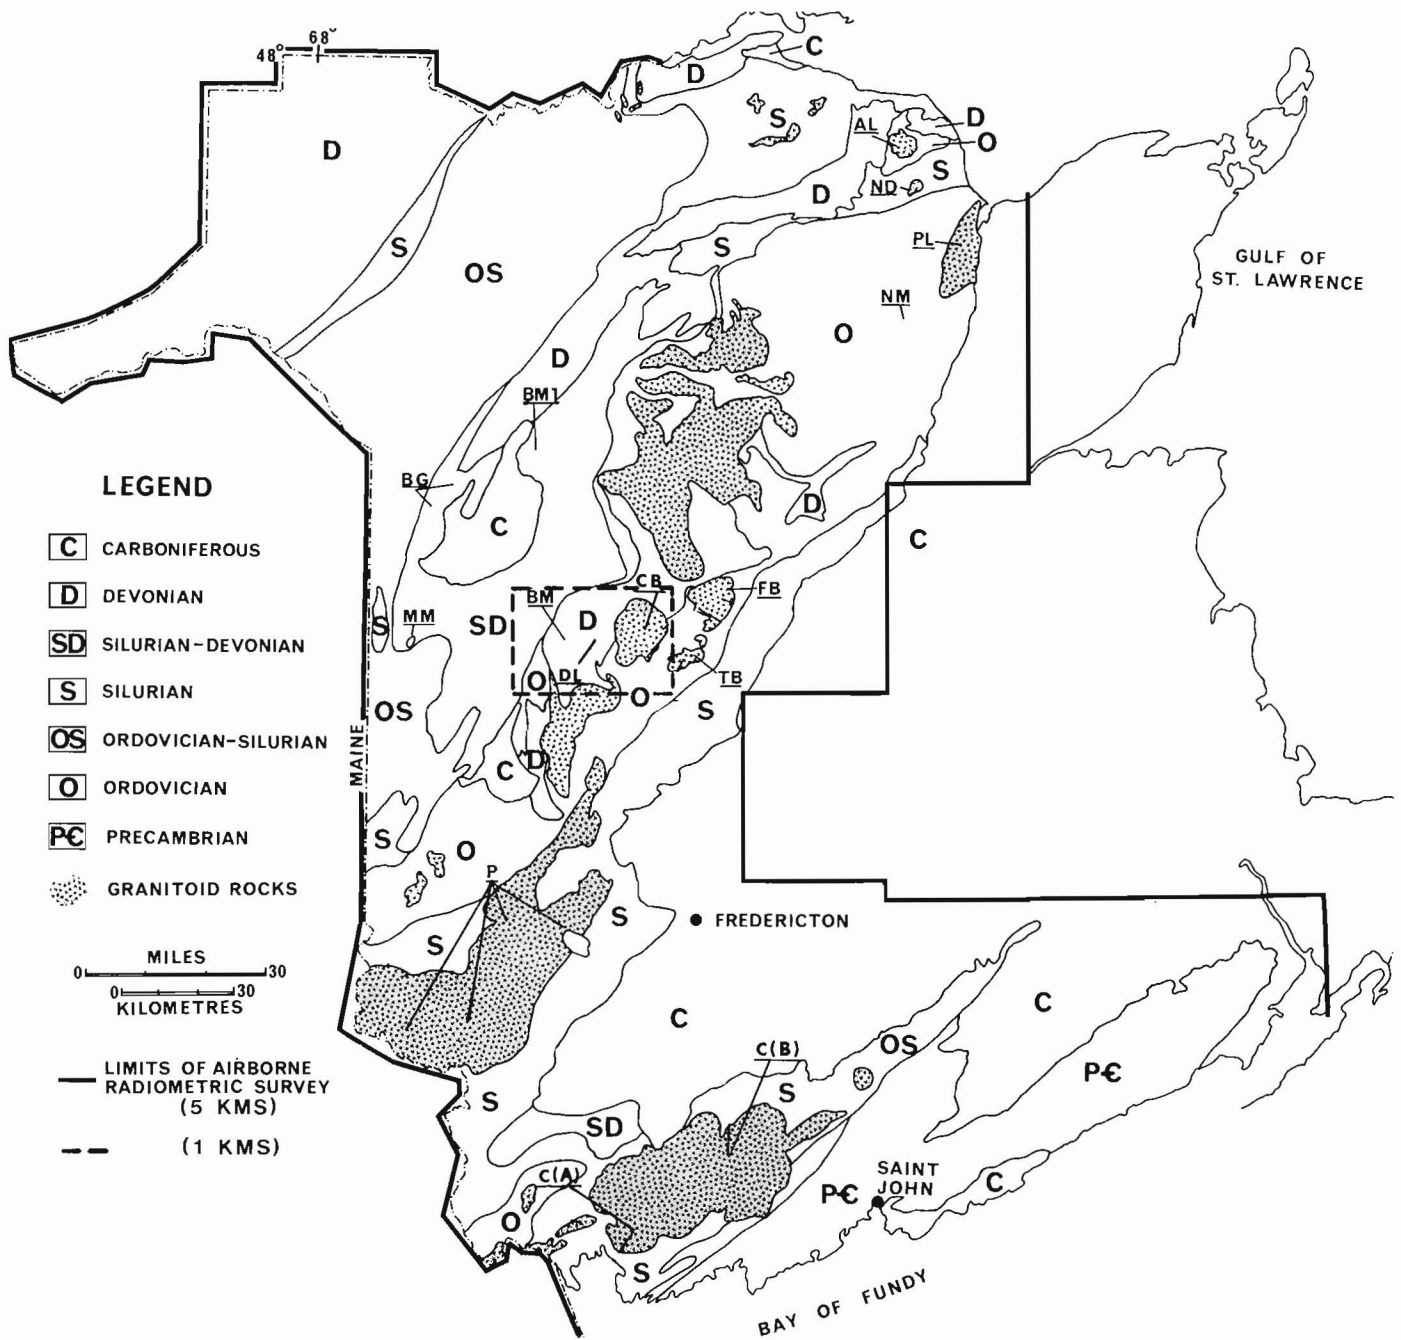 68°
48°
C
D
S
D
AL
O
D
S
ND
D
S
S
PL
OS
GULF OF
ST. LAWRENCE
NM
O
D
BM1
BG
LEGEND
D
C
C
C CARBONIFEROUS
D DEVONIAN
SD SILURIAN-DEVONIAN
S SILURIAN
OS ORDOVICIAN-SILURIAN
O ORDOVICIAN
PЄ PRECAMBRIAN
GRANITOID ROCKS
CB
BM
FB
S
MM
SD
D
DL
TB
O
O
S
OS
MAINE
D
C
S
O
P
S
FREDERICTON
S
MILES
0 30
0 30
KILOMETRES
C
C
C(B)
OS
LIMITS OF AIRBORNE
RADIOMETRIC SURVEY
(5 KMS)
PЄ
S
S
SD
(1 KMS)
SAINT
JOHN
C(A)
PЄ
C
O
S
BAY OF FUNDY